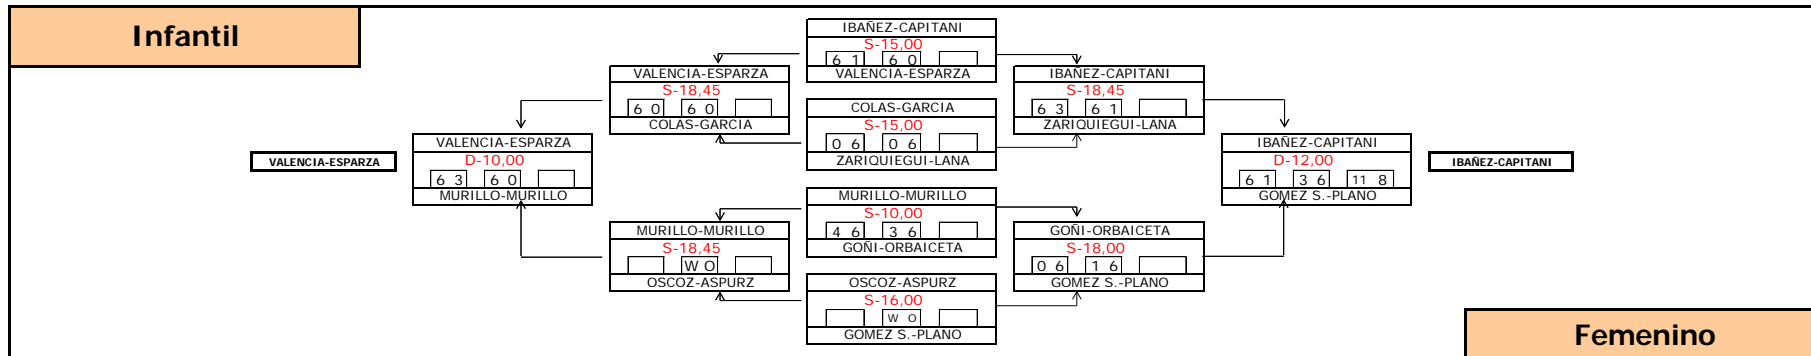 Infantil
IBAÑEZ-CAPITANI
S-15,00
6 1 6 0
VALENCIA-ESPARZA
VALENCIA-ESPARZA
S-18,45
6 0 6 0
COLAS-GARCIA
IBAÑEZ-CAPITANI
S-18,45
6 3 6 1
ZARIQUIEGUI-LANA
COLAS-GARCIA
S-15,00
0 6 0 6
ZARIQUIEGUI-LANA
VALENCIA-ESPARZA
VALENCIA-ESPARZA
D-10,00
6 3 6 0
MURILLO-MURILLO
IBAÑEZ-CAPITANI
D-12,00
6 1 3 6 11 8
GOMEZ S.-PLANO
IBAÑEZ-CAPITANI
MURILLO-MURILLO
S-10,00
4 6 3 6
GOÑI-ORBAICETA
MURILLO-MURILLO
S-18,45
W O
OSCOZ-ASPURZ
GOÑI-ORBAICETA
S-18,00
0 6 1 6
GOMEZ S.-PLANO
OSCOZ-ASPURZ
S-16,00
W O
GOMEZ S.-PLANO
Femenino